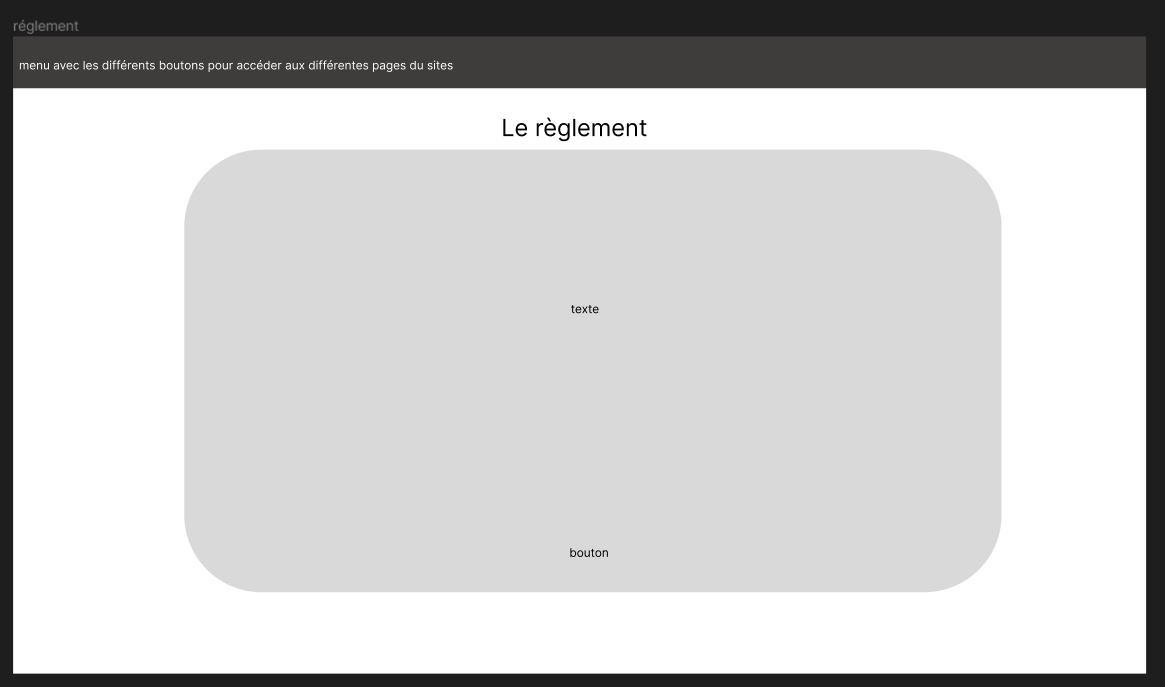 réglement
menu avec les différents boutons pour accéder aux différentes pages du sites
Le règlement
texte
bouton